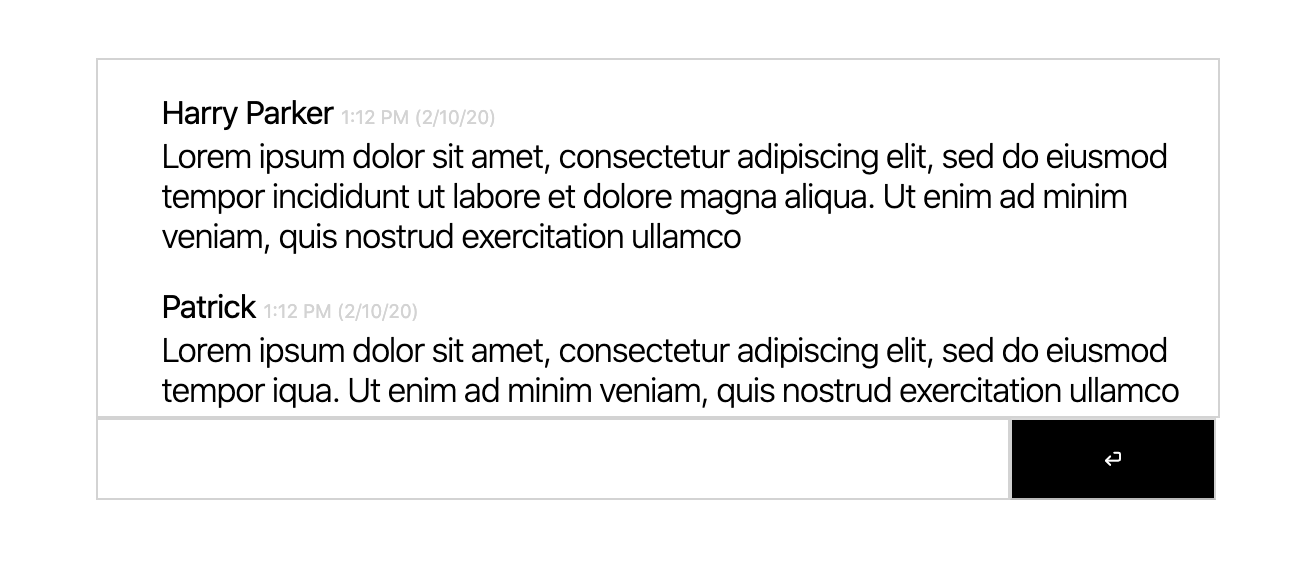 Harry Parker 1:12 PM (2/10/20)
Lorem ipsum dolor sit amet, consectetur adipiscing elit, sed do eiusmod
tempor incididunt ut labore et dolore magna aliqua. Ut enim ad minim
veniam, quis nostrud exercitation ullamco
Patrick 1:12 PM (2/10/20)
Lorem ipsum dolor sit amet, consectetur adipiscing elit, sed do eiusmod
tempor iqua. Ut enim ad minim veniam, quis nostrud exercitation ullamco